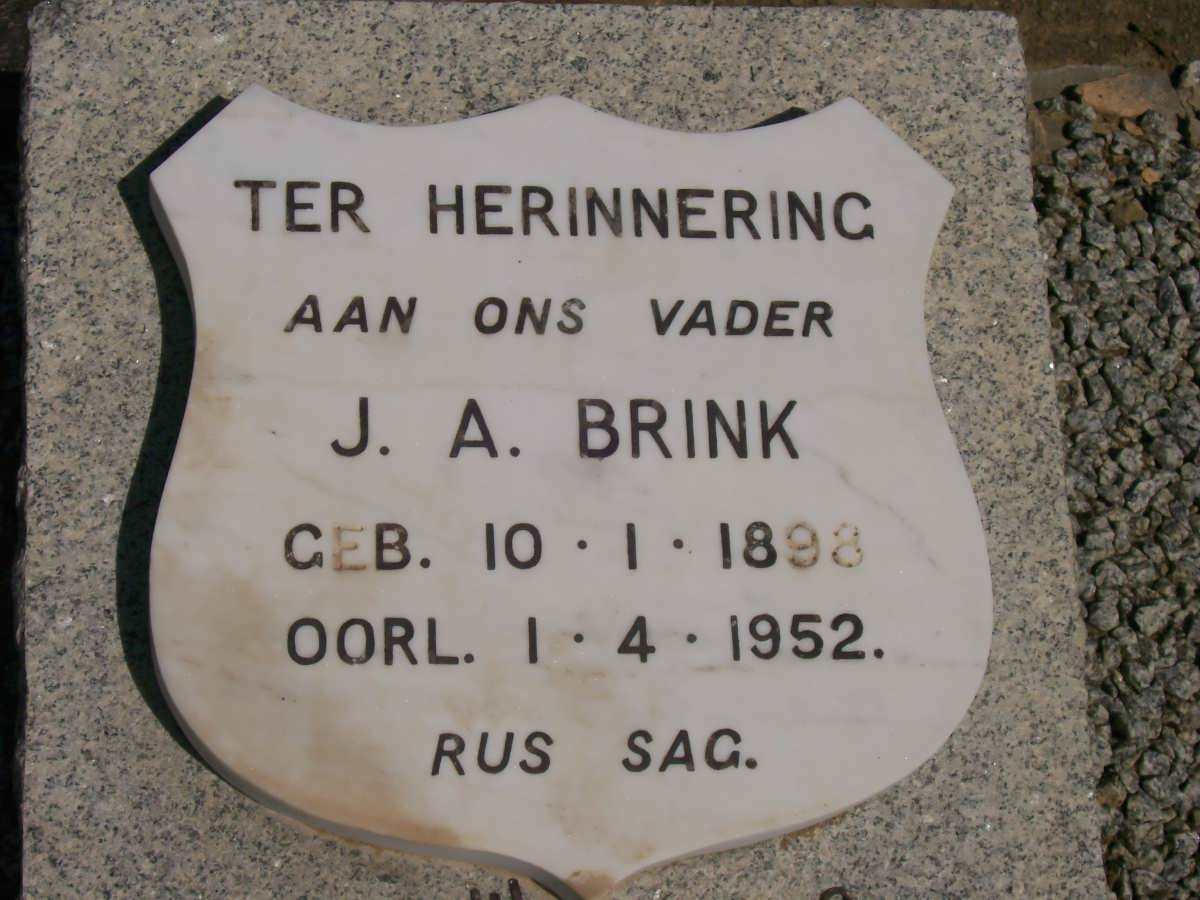 TER HERINNERING
AAN ONS VADER
J. A. BRINK
GEB. 10 · 1 · 1898
OORL. 1 · 4 · 1952.
RUS SAG.